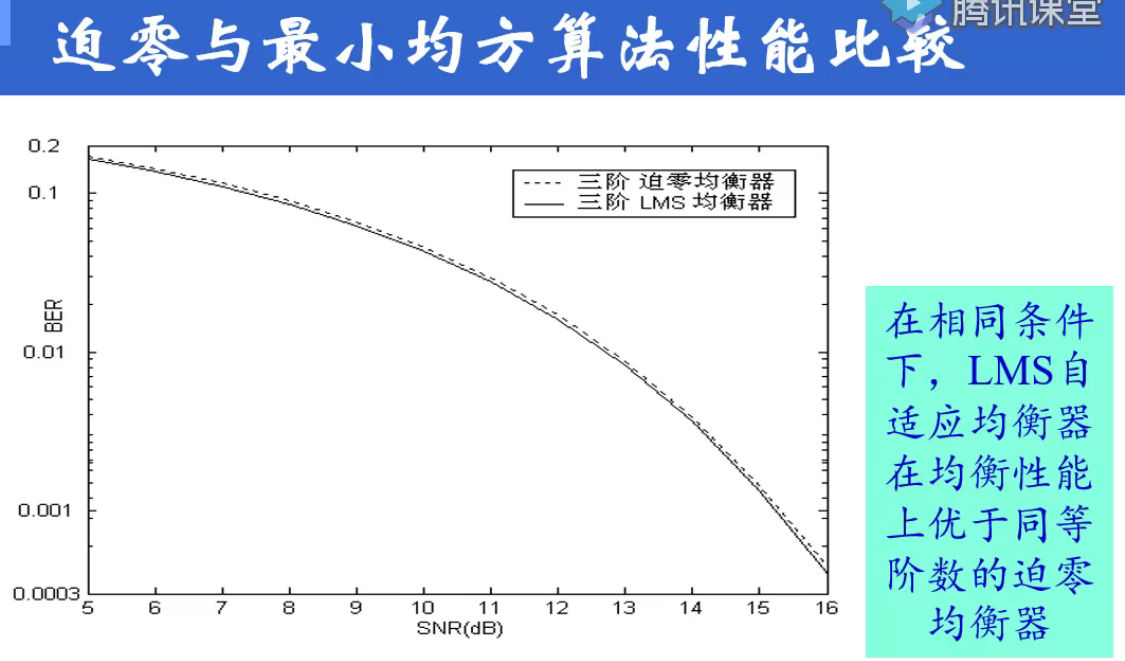 腾讯课堂
迫零与最小均方算法性能比较
0.2
0.1
0.01
0.001
0.0003
BER
三阶 迫零均衡器
三阶 LMS 均衡器
5 6 7 8 9 10 11 12 13 14 15 16
SNR(dB)
在相同条件
下，LMS自
适应均衡器
在均衡性能
上优于同等
阶数的迫零
均衡器